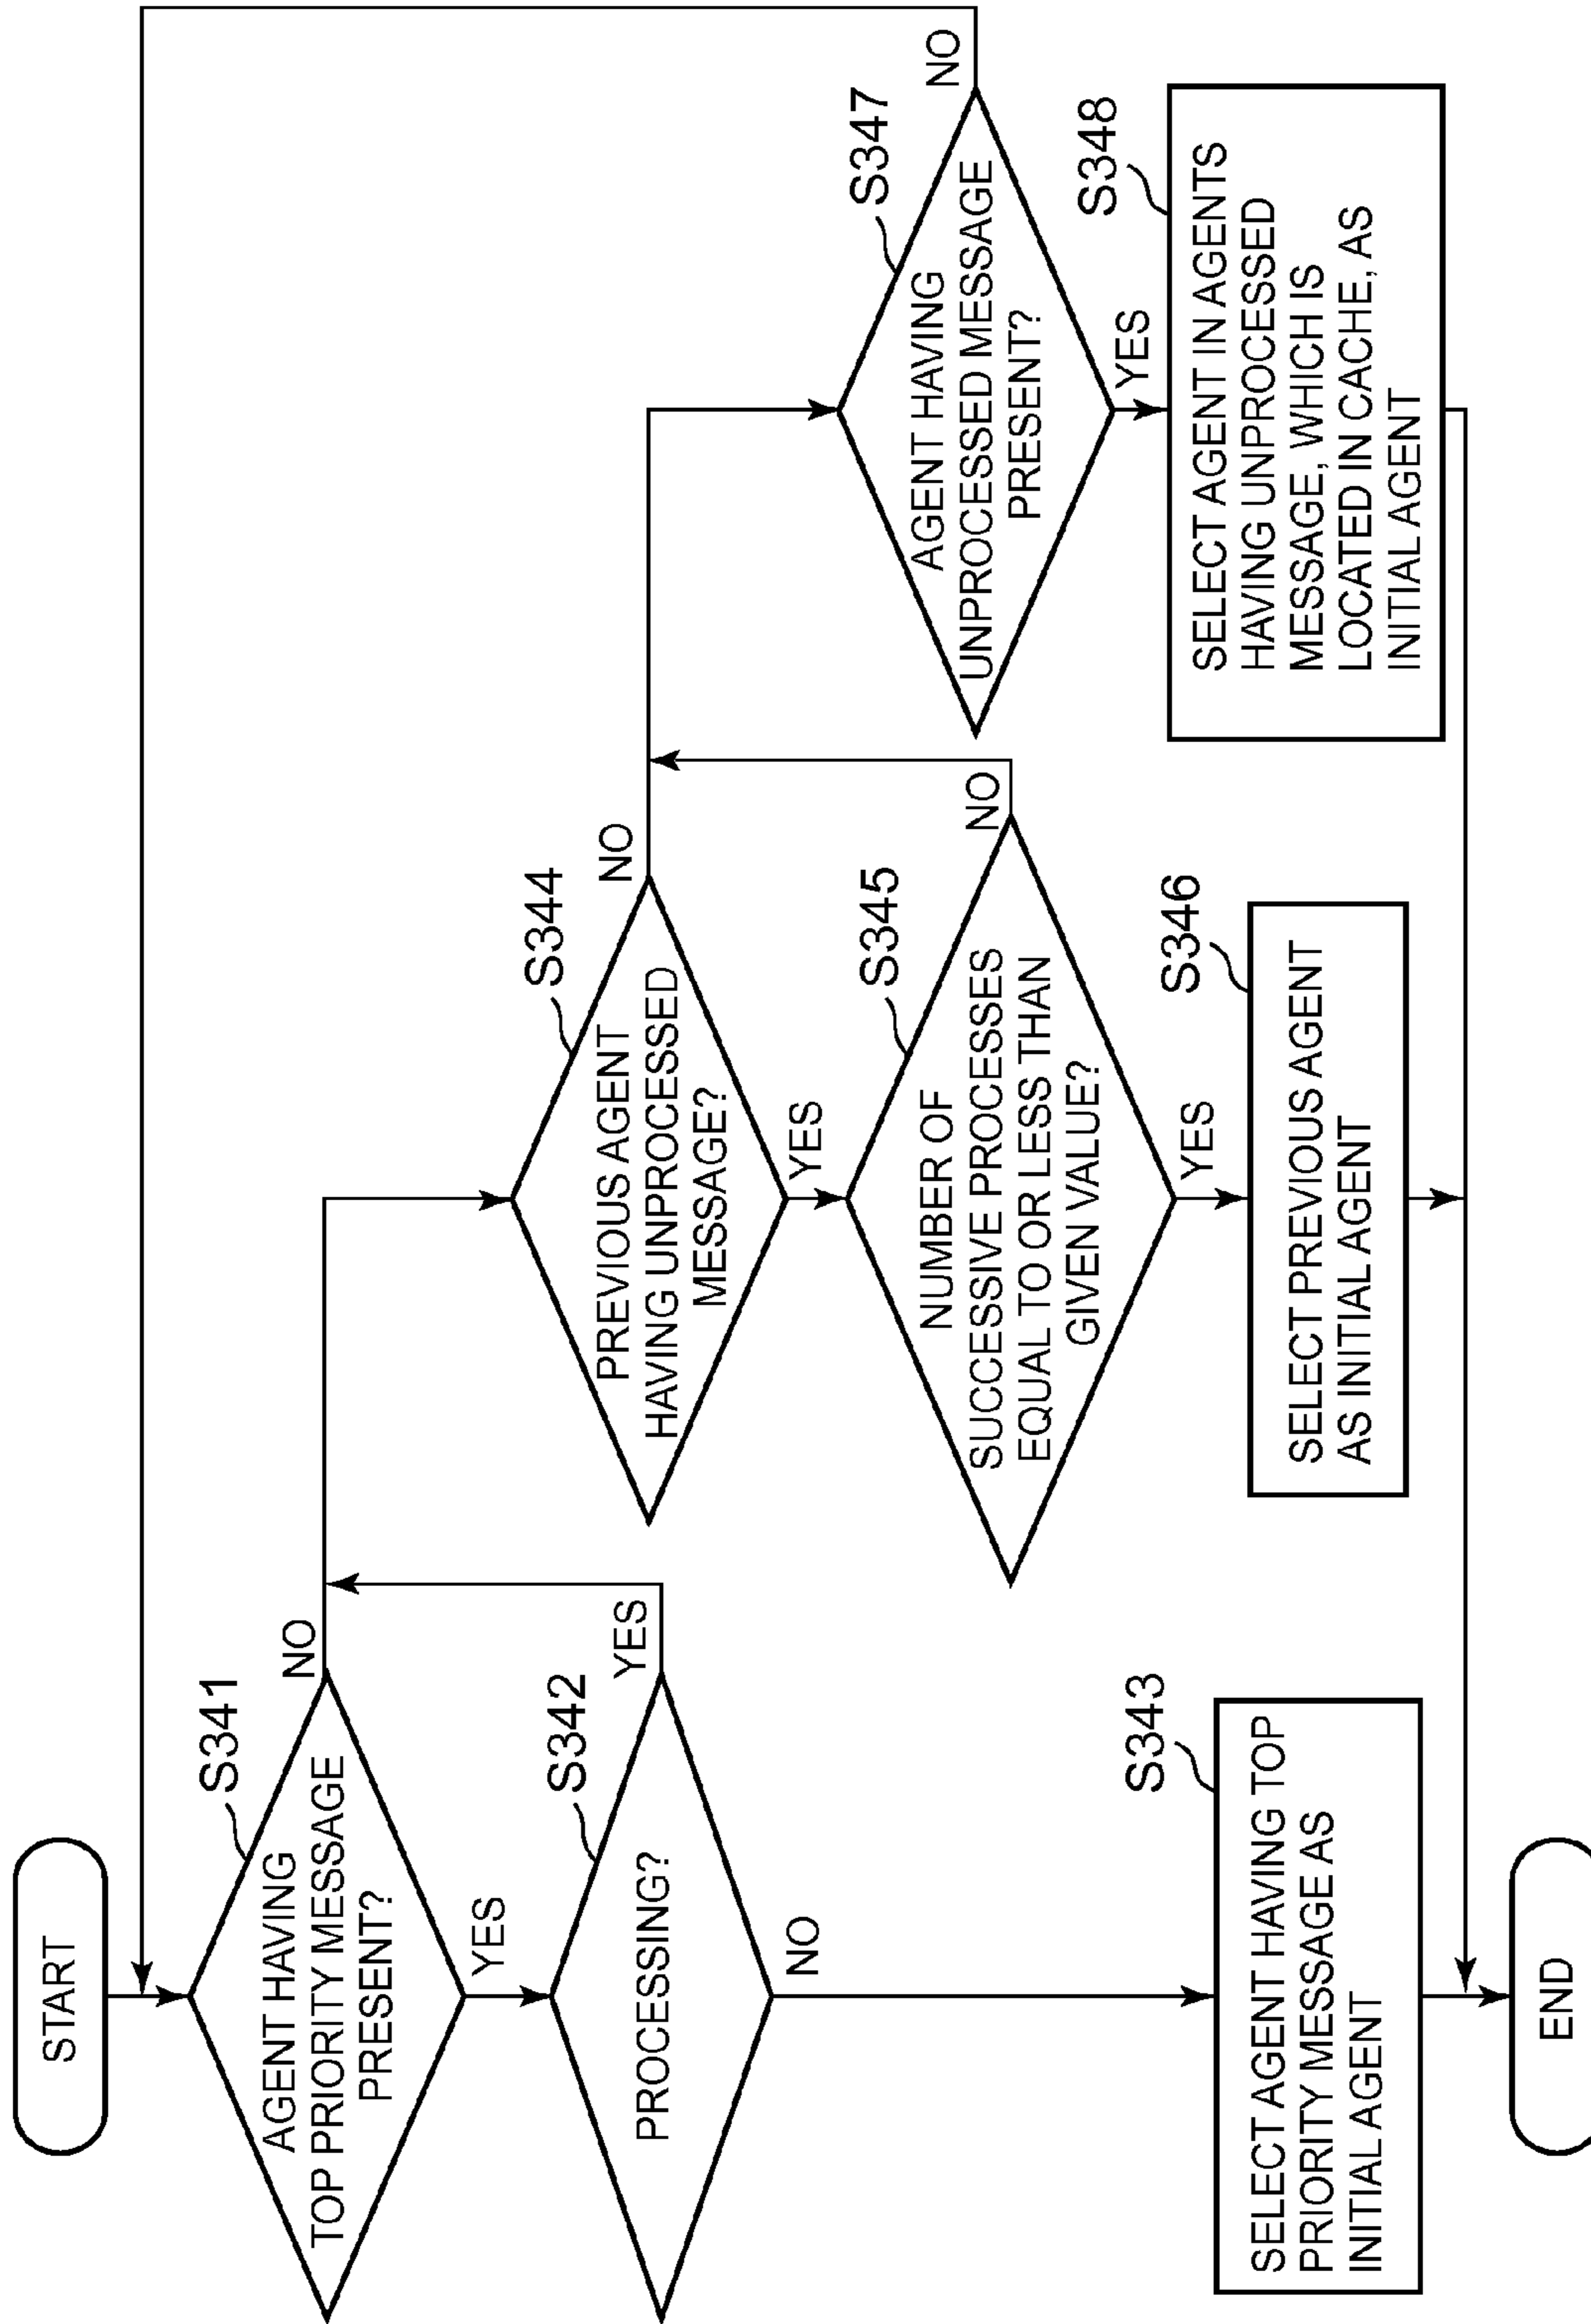 START
S341
AGENT HAVING
TOP PRIORITY MESSAGE
PRESENT?
NO
YES
S342
PROCESSING?
YES
NO
S343
SELECT AGENT HAVING TOP
PRIORITY MESSAGE AS
INITIAL AGENT
END
S344
PREVIOUS AGENT
HAVING UNPROCESSED
MESSAGE?
NO
YES
S345
NUMBER OF
SUCCESSIVE PROCESSES
EQUAL TO OR LESS THAN
GIVEN VALUE?
NO
YES
S346
SELECT PREVIOUS AGENT
AS INITIAL AGENT
S347
AGENT HAVING
UNPROCESSED MESSAGE
PRESENT?
NO
YES
S348
SELECT AGENT IN AGENTS
HAVING UNPROCESSED
MESSAGE, WHICH IS
LOCATED IN CACHE, AS
INITIAL AGENT